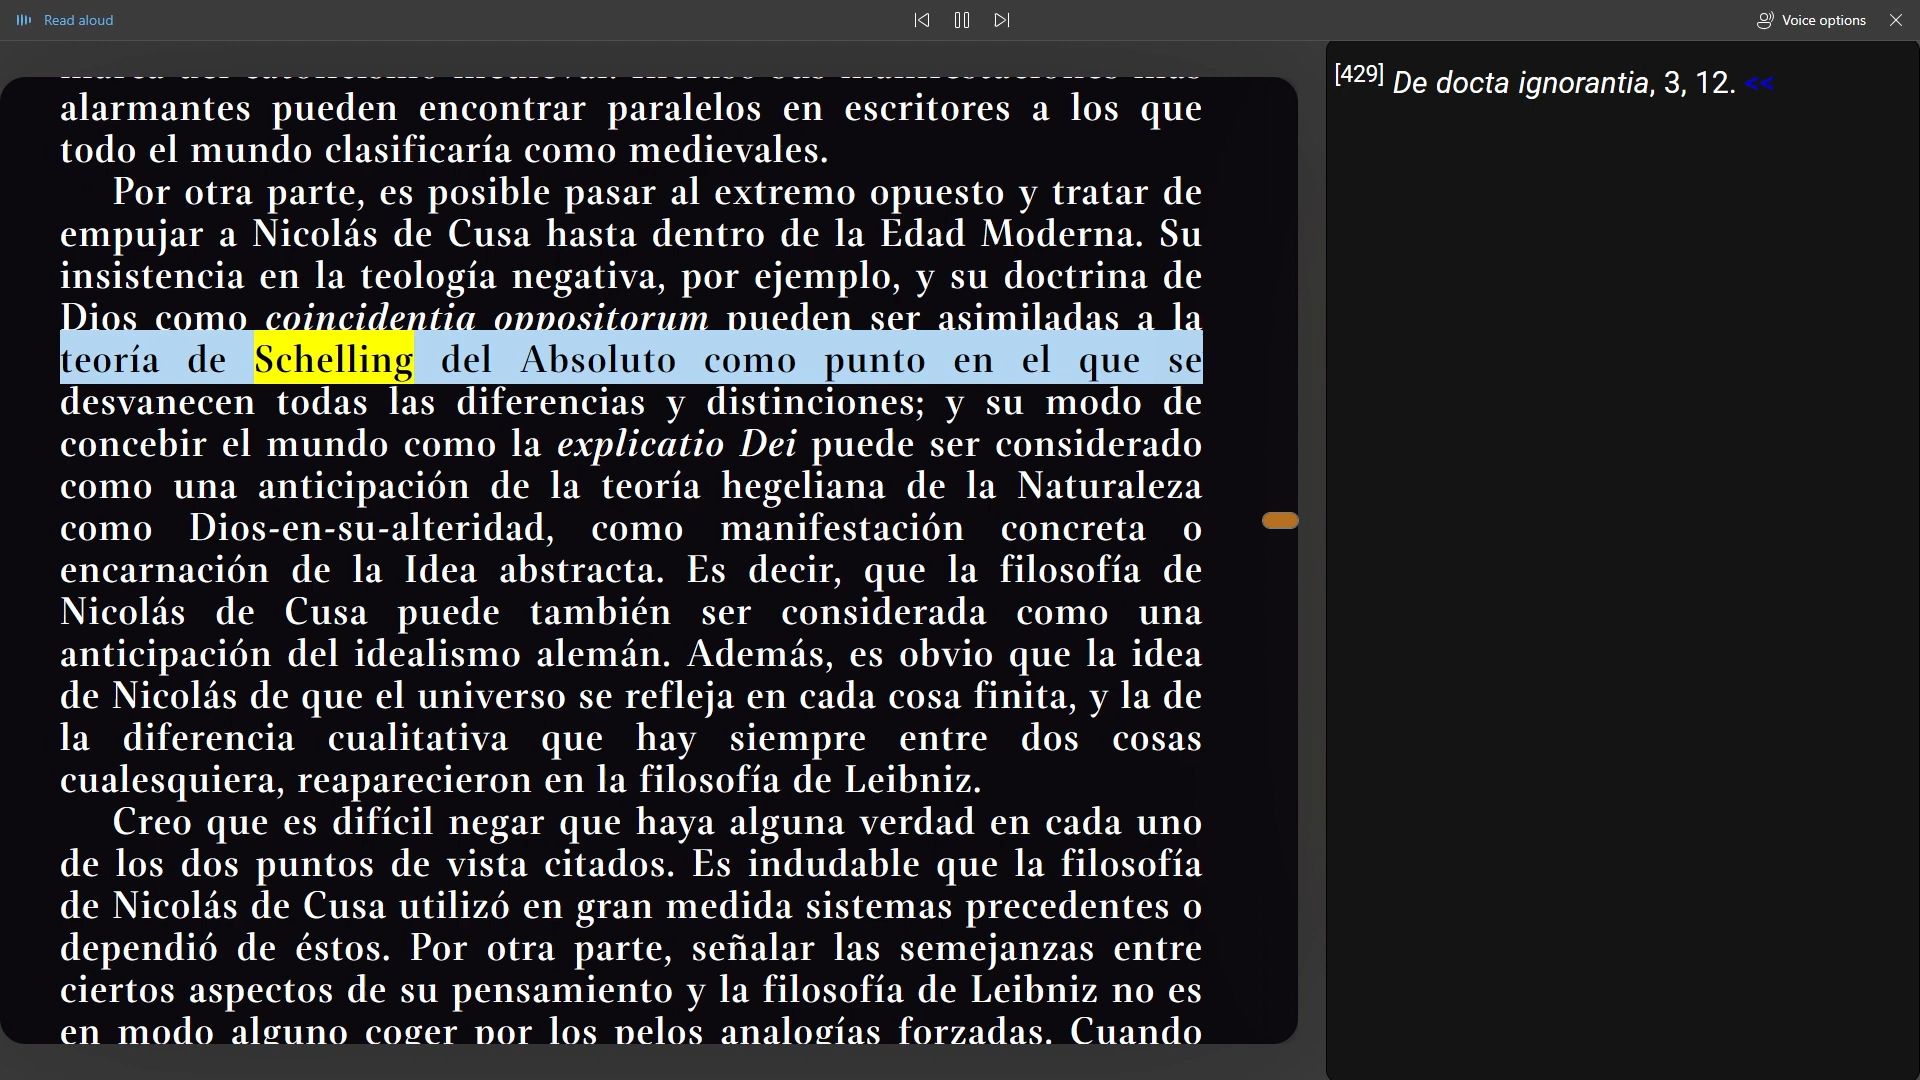 Read aloud
Voice options
alarmantes pueden encontrar paralelos en escritores a los que
todo el mundo clasificaría como medievales.
Por otra parte, es posible pasar al extremo opuesto y tratar de
empujar a Nicolás de Cusa hasta dentro de la Edad Moderna. Su
insistencia en la teología negativa, por ejemplo, y su doctrina de
Dios como coincidentia oppositorum pueden ser asimiladas a la
teoría de Schelling del Absoluto como punto en el que se
desvanecen todas las diferencias y distinciones; y su modo de
concebir el mundo como la explicatio Dei puede ser considerado
como una anticipación de la teoría hegeliana de la Naturaleza
como Dios-en-su-alteridad, como manifestación concreta o
encarnación de la Idea abstracta. Es decir, que la filosofía de
Nicolás de Cusa puede también ser considerada como una
anticipación del idealismo alemán. Además, es obvio que la idea
de Nicolás de que el universo se refleja en cada cosa finita, y la de
la diferencia cualitativa que hay siempre entre dos cosas
cualesquiera, reaparecieron en la filosofía de Leibniz.
Creo que es difícil negar que haya alguna verdad en cada uno
de los dos puntos de vista citados. Es indudable que la filosofía
de Nicolás de Cusa utilizó en gran medida sistemas precedentes o
dependió de éstos. Por otra parte, señalar las semejanzas entre
ciertos aspectos de su pensamiento y la filosofía de Leibniz no es
en modo alguno coger por los pelos analogías forzadas. Cuando
[429] De docta ignorantia, 3, 12. <<